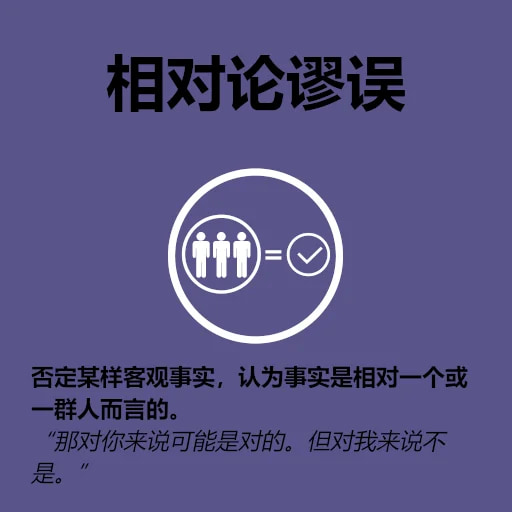 相对论谬误
否定某样客观事实，认为事实是相对一个或
一群人而言的。
“那对你来说可能是对的。但对我来说不
是。”